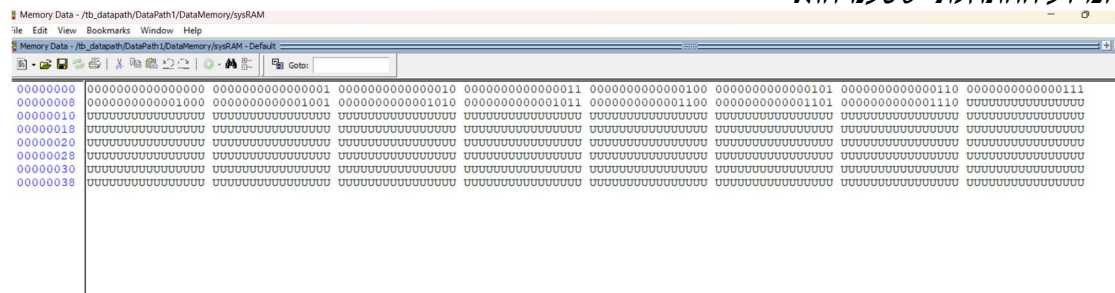 Memory Data - /tb_datapath/DataPath1/DataMemory/sysRAM
ile Edit View Bookmarks Window Help
Memory Data - /tb_datapath/DataPath1/DataMemory/sysRAM - Default
Goto:
00000000 0000000000000000 0000000000000001 0000000000000010 0000000000000011 0000000000000100 0000000000000101 0000000000000110 0000000000000111
00000008 0000000000001000 0000000000001001 0000000000001010 0000000000001011 0000000000001100 0000000000001101 0000000000001110 UUUUUUUUUUUUUUUU
00000010 UUUUUUUUUUUUUUUU UUUUUUUUUUUUUUUU UUUUUUUUUUUUUUUU UUUUUUUUUUUUUUUU UUUUUUUUUUUUUUUU UUUUUUUUUUUUUUUU UUUUUUUUUUUUUUUU UUUUUUUUUUUUUUUU
00000018 UUUUUUUUUUUUUUUU UUUUUUUUUUUUUUUU UUUUUUUUUUUUUUUU UUUUUUUUUUUUUUUU UUUUUUUUUUUUUUUU UUUUUUUUUUUUUUUU UUUUUUUUUUUUUUUU UUUUUUUUUUUUUUUU
00000020 UUUUUUUUUUUUUUUU UUUUUUUUUUUUUUUU UUUUUUUUUUUUUUUU UUUUUUUUUUUUUUUU UUUUUUUUUUUUUUUU UUUUUUUUUUUUUUUU UUUUUUUUUUUUUUUU UUUUUUUUUUUUUUUU
00000028 UUUUUUUUUUUUUUUU UUUUUUUUUUUUUUUU UUUUUUUUUUUUUUUU UUUUUUUUUUUUUUUU UUUUUUUUUUUUUUUU UUUUUUUUUUUUUUUU UUUUUUUUUUUUUUUU UUUUUUUUUUUUUUUU
00000030 UUUUUUUUUUUUUUUU UUUUUUUUUUUUUUUU UUUUUUUUUUUUUUUU UUUUUUUUUUUUUUUU UUUUUUUUUUUUUUUU UUUUUUUUUUUUUUUU UUUUUUUUUUUUUUUU UUUUUUUUUUUUUUUU
00000038 UUUUUUUUUUUUUUUU UUUUUUUUUUUUUUUU UUUUUUUUUUUUUUUU UUUUUUUUUUUUUUUU UUUUUUUUUUUUUUUU UUUUUUUUUUUUUUUU UUUUUUUUUUUUUUUU UUUUUUUUUUUUUUUU